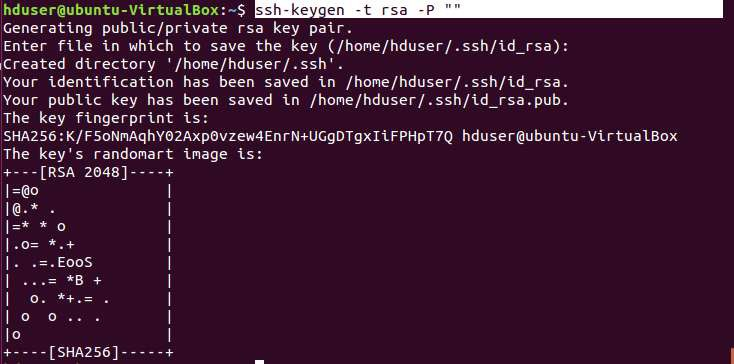 hduser@ubuntu-VirtualBox:~$ ssh-keygen -t rsa -P ""
Generating public/private rsa key pair.
Enter file in which to save the key (/home/hduser/.ssh/id_rsa):
Created directory '/home/hduser/.ssh'.
Your identification has been saved in /home/hduser/.ssh/id_rsa.
Your public key has been saved in /home/hduser/.ssh/id_rsa.pub.
The key fingerprint is:
SHA256:K/F5oNmAqhY02Axp0vzew4EnrN+UGgDTgxIiFPHpT7Q hduser@ubuntu-VirtualBox
The key's randomart image is:
+---[RSA 2048]----+
|=@o              |
|@.* .            |
|=* * o           |
|.o= *.+          |
|. .=.EooS        |
| ...= *B +       |
|  o. *+.= .      |
| o  o .. .       |
|o                |
+----[SHA256]-----+